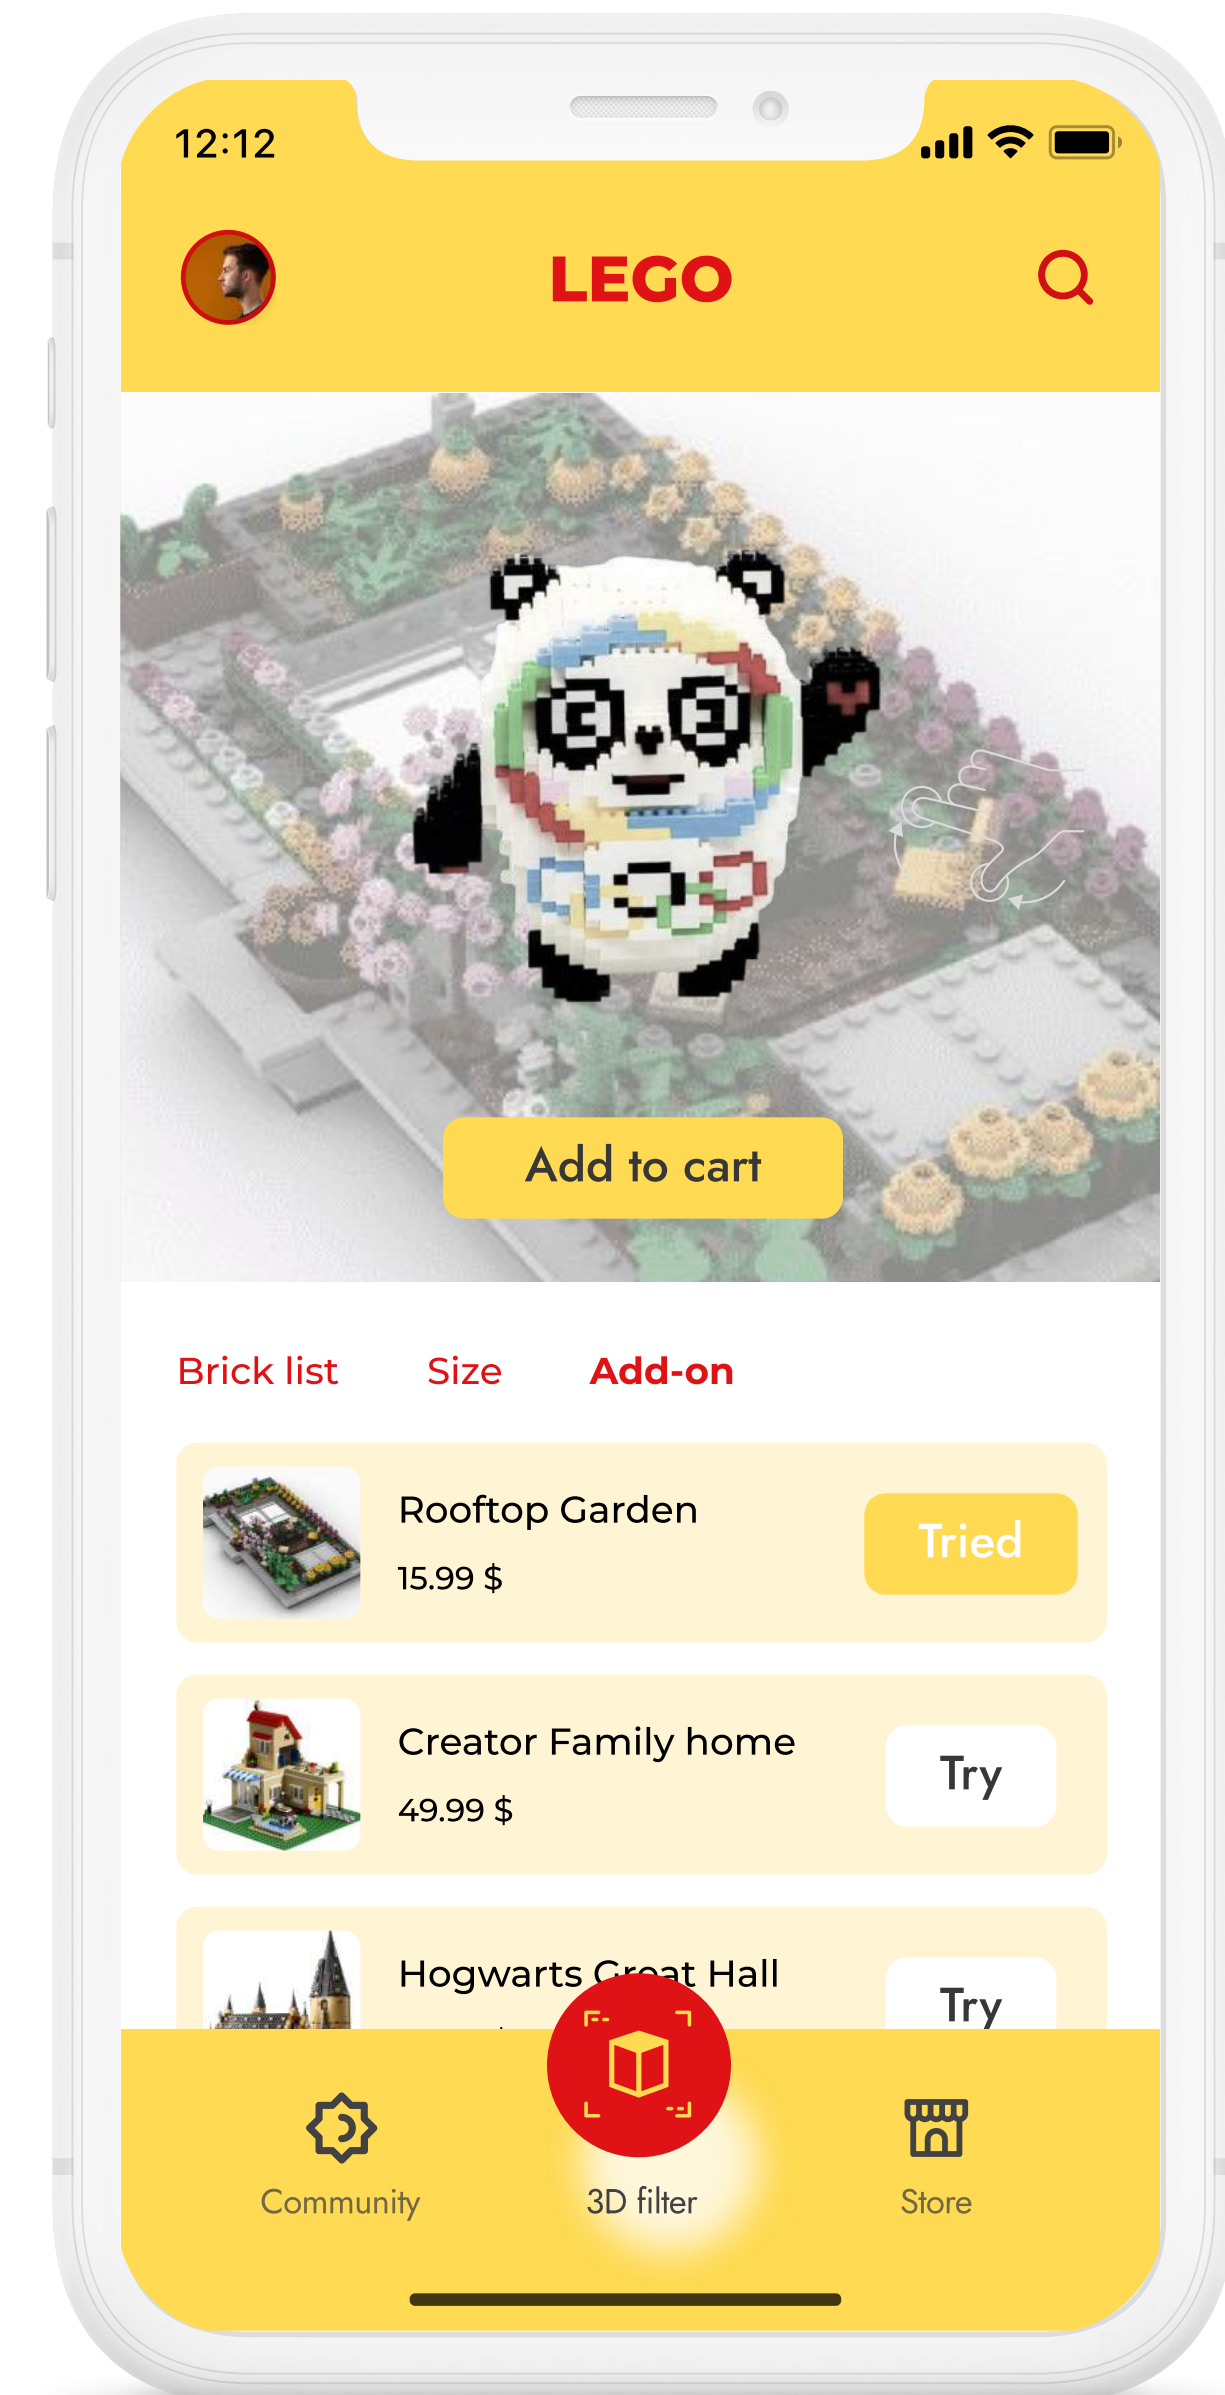 12:12
LEGO
Add to cart
Brick list Size Add-on
Rooftop Garden
15.99 $
Tried
Creator Family home
49.99 $
Try
Hogwarts Great Hall
Try
Community
3D filter
Store